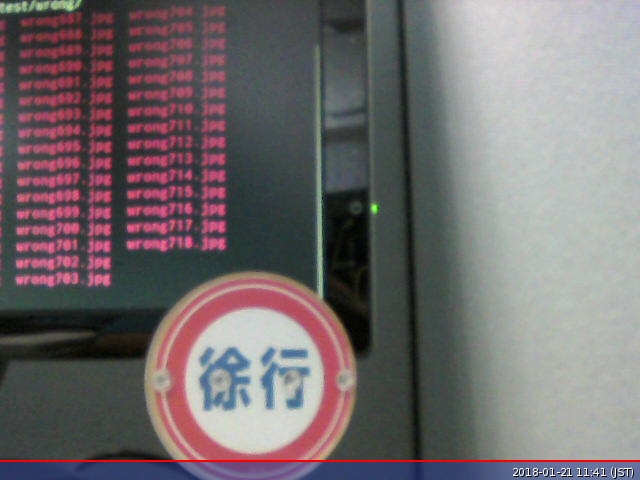 test/wrong/
wrong687.jpg wrong704.jpg
wrong688.jpg wrong705.jpg
wrong689.jpg wrong706.jpg
wrong690.jpg wrong707.jpg
wrong691.jpg wrong708.jpg
wrong692.jpg wrong709.jpg
wrong693.jpg wrong710.jpg
wrong694.jpg wrong711.jpg
wrong695.jpg wrong712.jpg
wrong696.jpg wrong713.jpg
wrong697.jpg wrong714.jpg
wrong698.jpg wrong715.jpg
wrong699.jpg wrong716.jpg
wrong700.jpg wrong717.jpg
wrong701.jpg wrong718.jpg
wrong702.jpg
wrong703.jpg
徐行
2018-01-21 11:41 (JST)